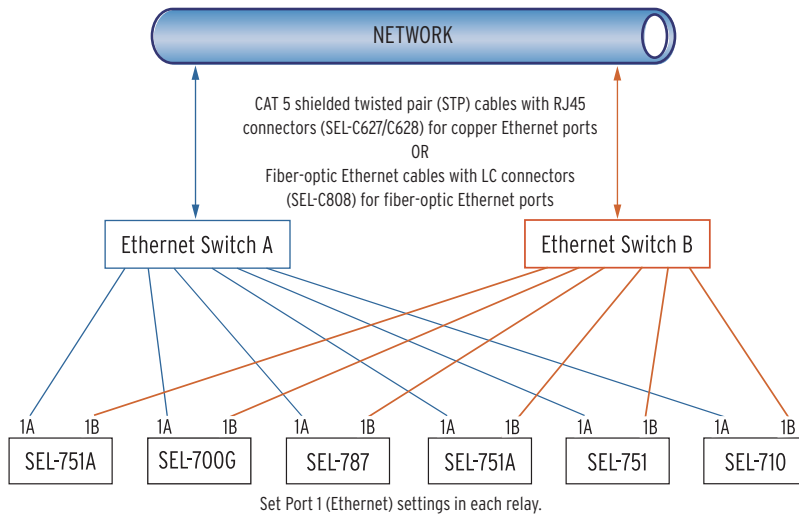 NETWORK
CAT 5 shielded twisted pair (STP) cables with RJ45
connectors (SEL-C627/C628) for copper Ethernet ports
OR
Fiber-optic Ethernet cables with LC connectors
(SEL-C808) for fiber-optic Ethernet ports
Ethernet Switch A
Ethernet Switch B
1A 1B 1A 1B 1A 1B 1A 1B 1A 1B 1A 1B
SEL-751A SEL-700G SEL-787 SEL-751A SEL-751 SEL-710
Set Port 1 (Ethernet) settings in each relay.